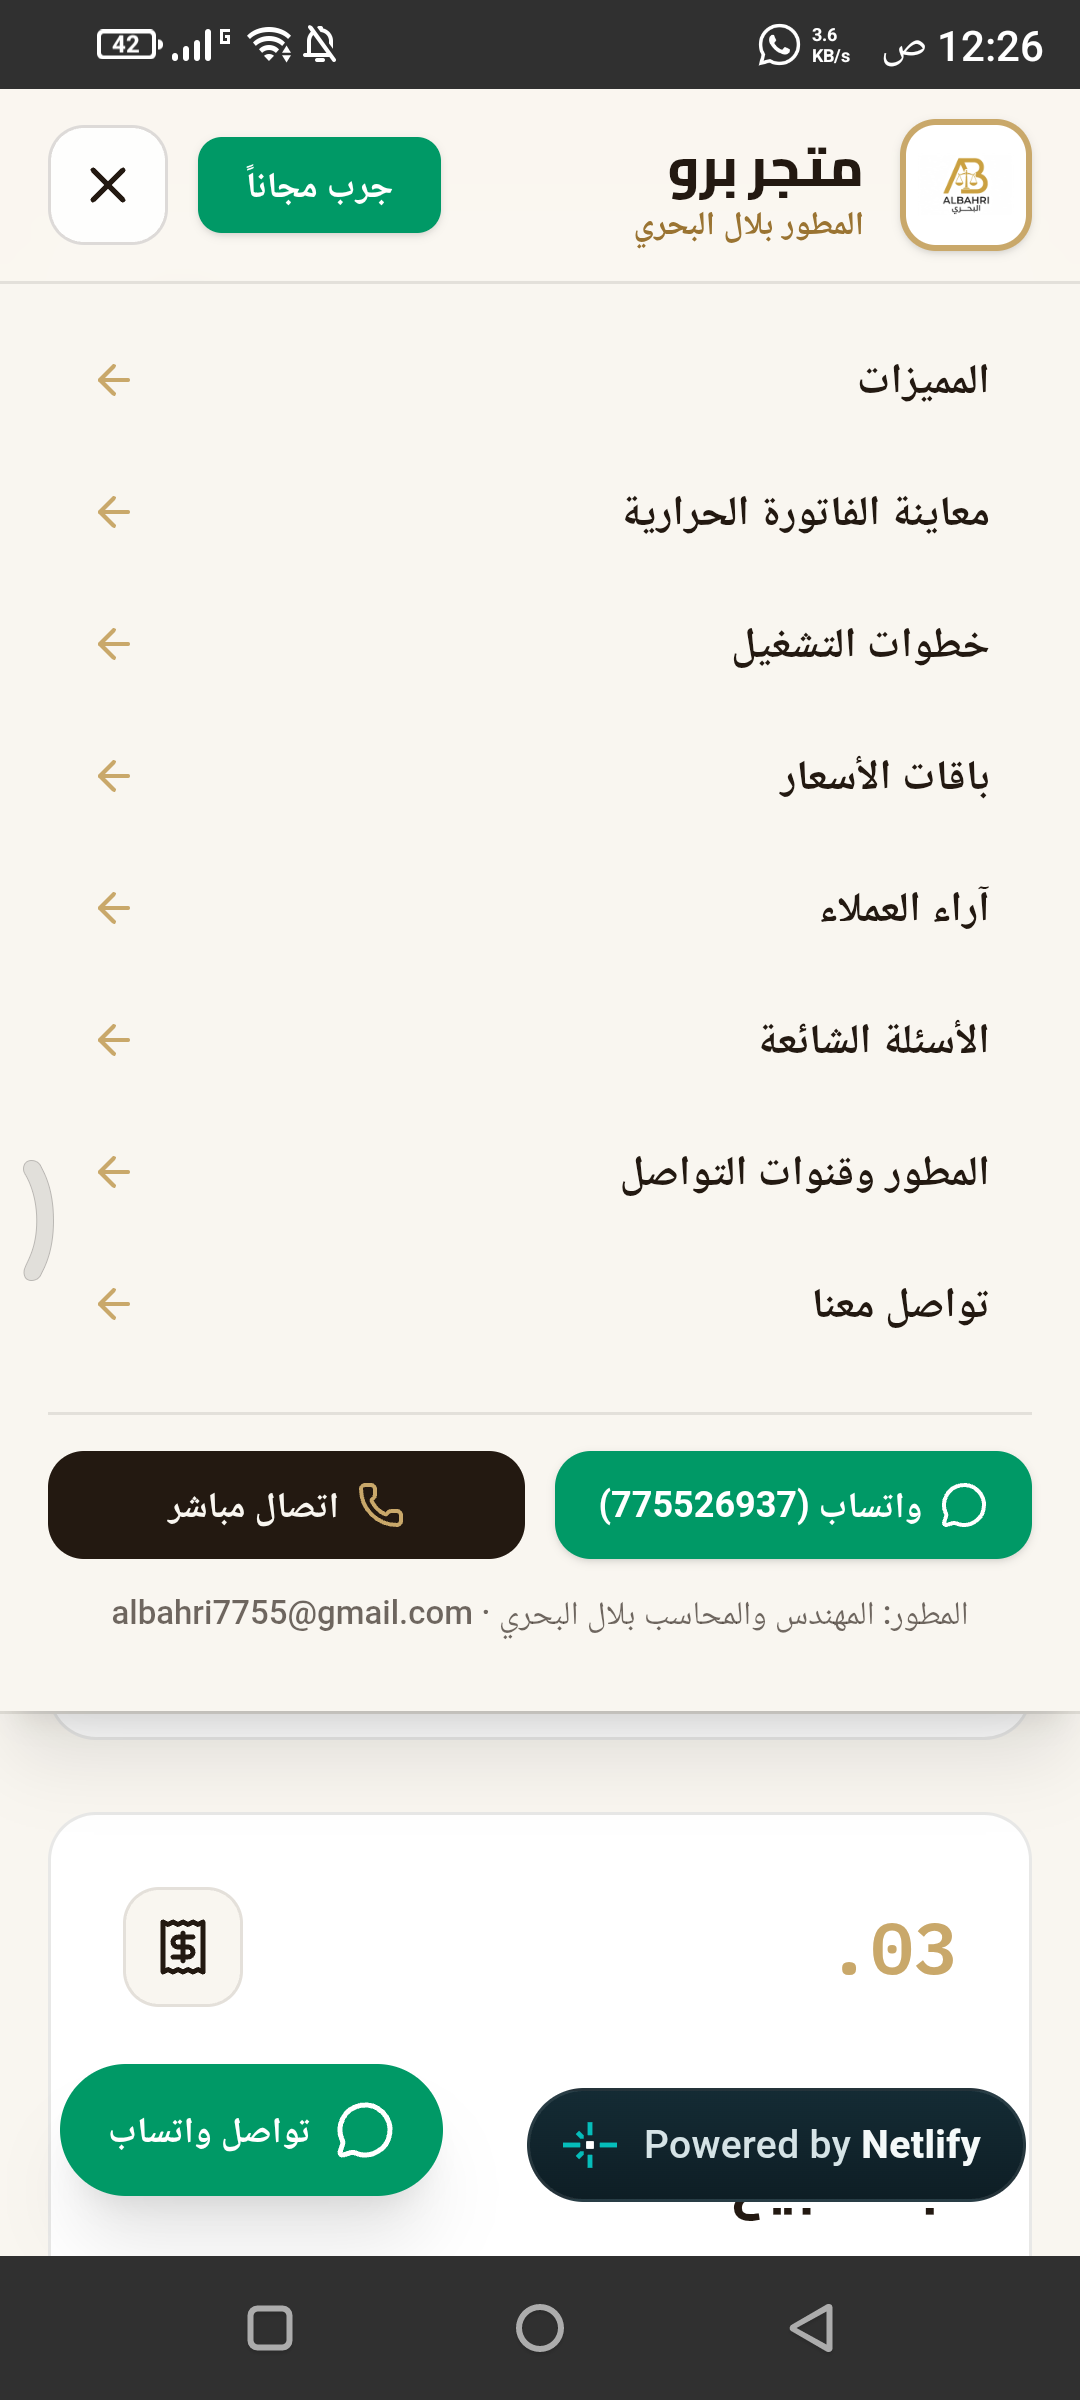 42
G
3.6
KB/s
12:26 ص
جرب مجاناً
متجر برو
المطور بلال البحري
ALBAHRI
البحري
المميزات
معاينة الفاتورة الحرارية
خطوات التشغيل
باقات الأسعار
آراء العملاء
الأسئلة الشائعة
المطور وقنوات التواصل
تواصل معنا
واتساب (775526937)
اتصال مباشر
المطور: المهندس والمحاسب بلال البحري · albahri7755@gmail.com
.03
تواصل واتساب
Powered by Netlify